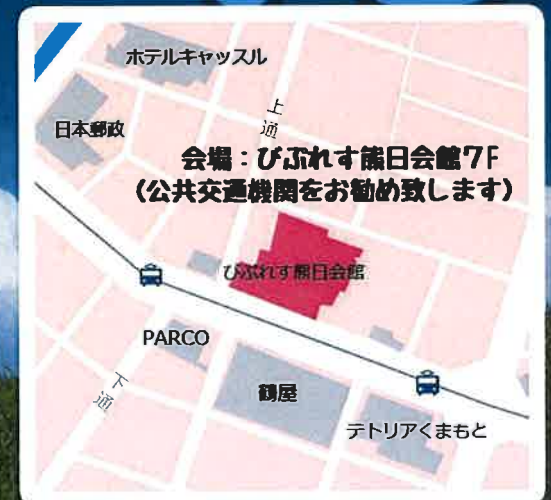 ホテルキャッスル
日本郵政
上通
会場：びぷれす熊日会館7F
（公共交通機関をお勧め致します）
びぷれす熊日会館
PARCO
下通
鶴屋
テトリアくまもと